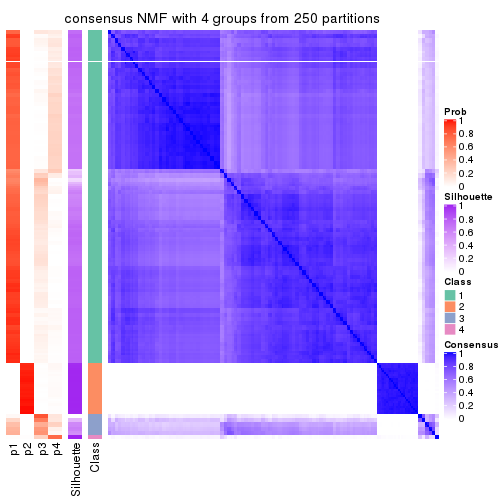 consensus NMF with 4 groups from 250 partitions
Prob
1
0.8
0.6
0.4
0.2
0
Silhouette
1
0.8
0.6
0.4
0.2
0
Class
1
2
3
4
Consensus
1
0.8
0.6
0.4
0.2
0
p1
p2
p3
p4
Silhouette
Class